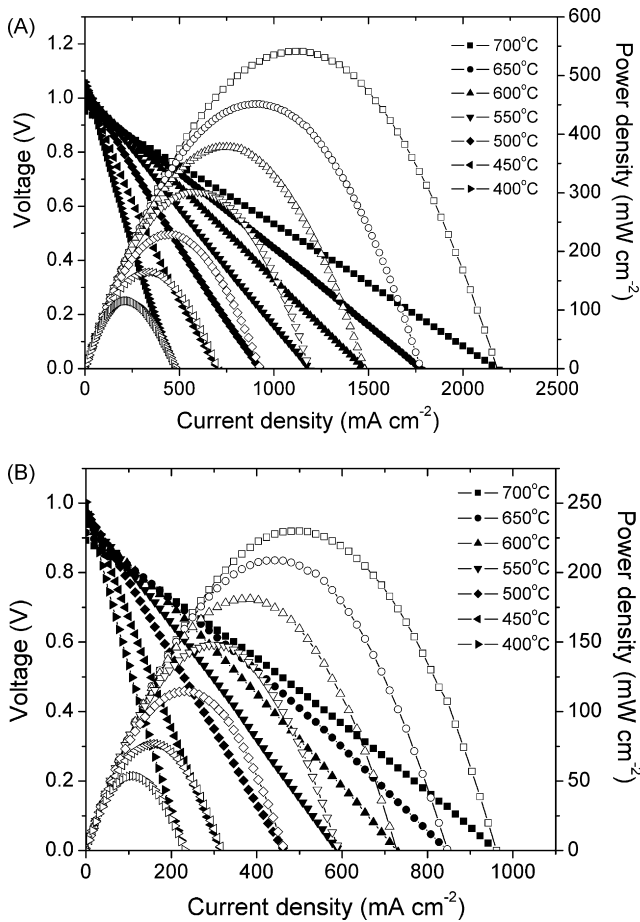 (A)
600
1.2
700°C
650°C
600°C
550°C
500°C
450°C
400°C
500
1.0
400
0.8
300
0.6
0.4
200
0.2
100
0.0
0
0
500
1000
1500
2000
2500
Voltage (V)
Power density (mW cm⁻²)
Current density (mA cm⁻²)
(B)
1.0
250
700°C
650°C
600°C
550°C
500°C
450°C
400°C
0.8
200
0.6
150
0.4
100
0.2
50
0.0
0
0
200
400
600
800
1000
Voltage (V)
Power density (mW cm⁻²)
Current density (mA cm⁻²)